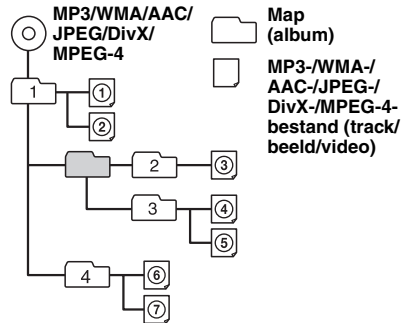 MP3/WMA/AAC/
JPEG/DivX/
MPEG-4
Map
(album)
MP3-/WMA-/
AAC-/JPEG-/
DivX-/MPEG-4-
bestand (track/
beeld/video)
1
①
②
2
③
3
④
⑤
4
⑥
⑦